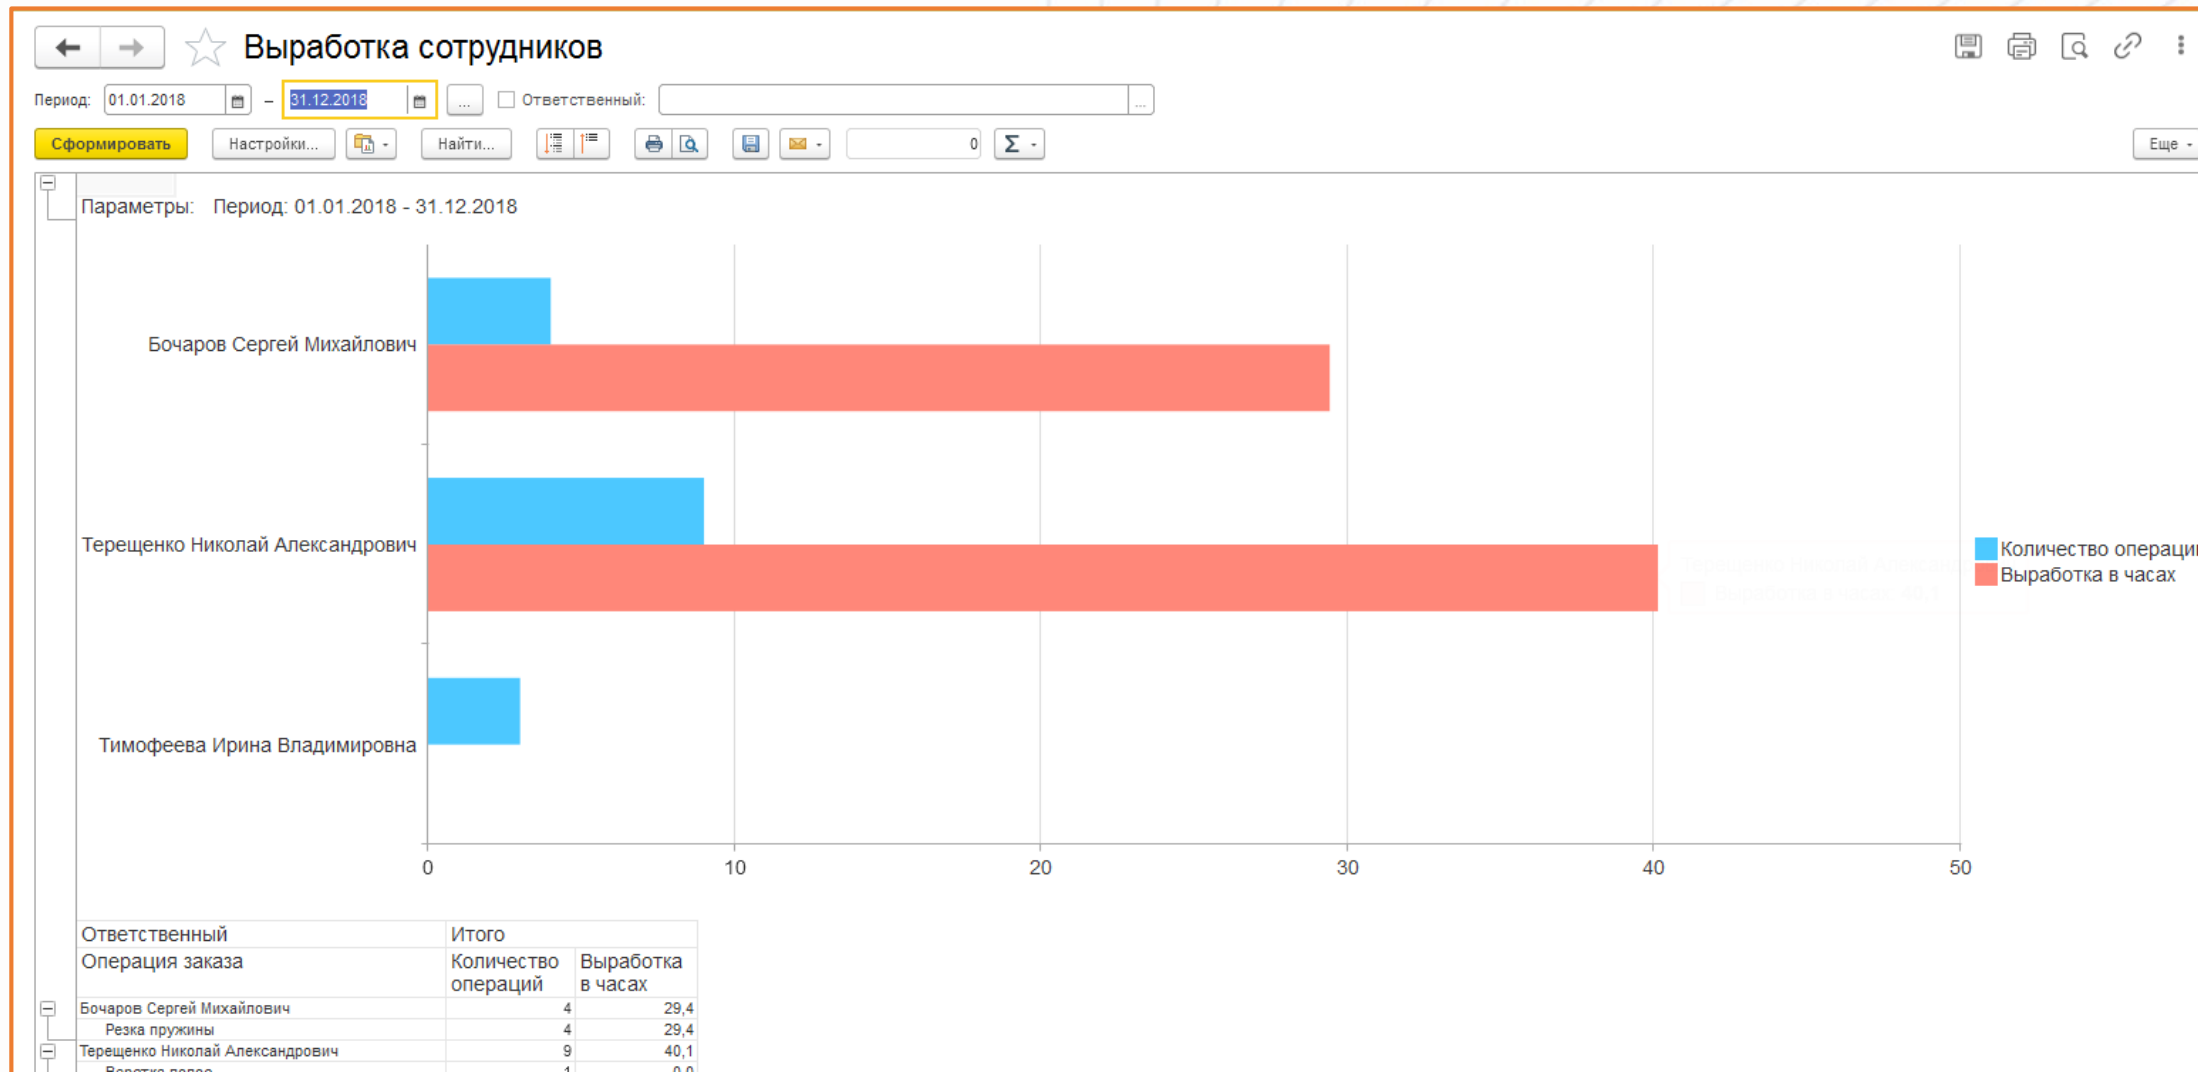 Выработка сотрудников
Период: 01.01.2018 – 31.12.2018 ... Ответственный: ...
Сформировать Настройки... Найти... 0 Σ Еще
Параметры: Период: 01.01.2018 - 31.12.2018
Бочаров Сергей Михайлович
Терещенко Николай Александрович
Количество операци
Выработка в часах
Тимофеева Ирина Владимировна
0 10 20 30 40 50
Ответственный Итого
Операция заказа Количество операций Выработка в часах
Бочаров Сергей Михайлович 4 29,4
Резка пружины 4 29,4
Терещенко Николай Александрович 9 40,1
1 0,0